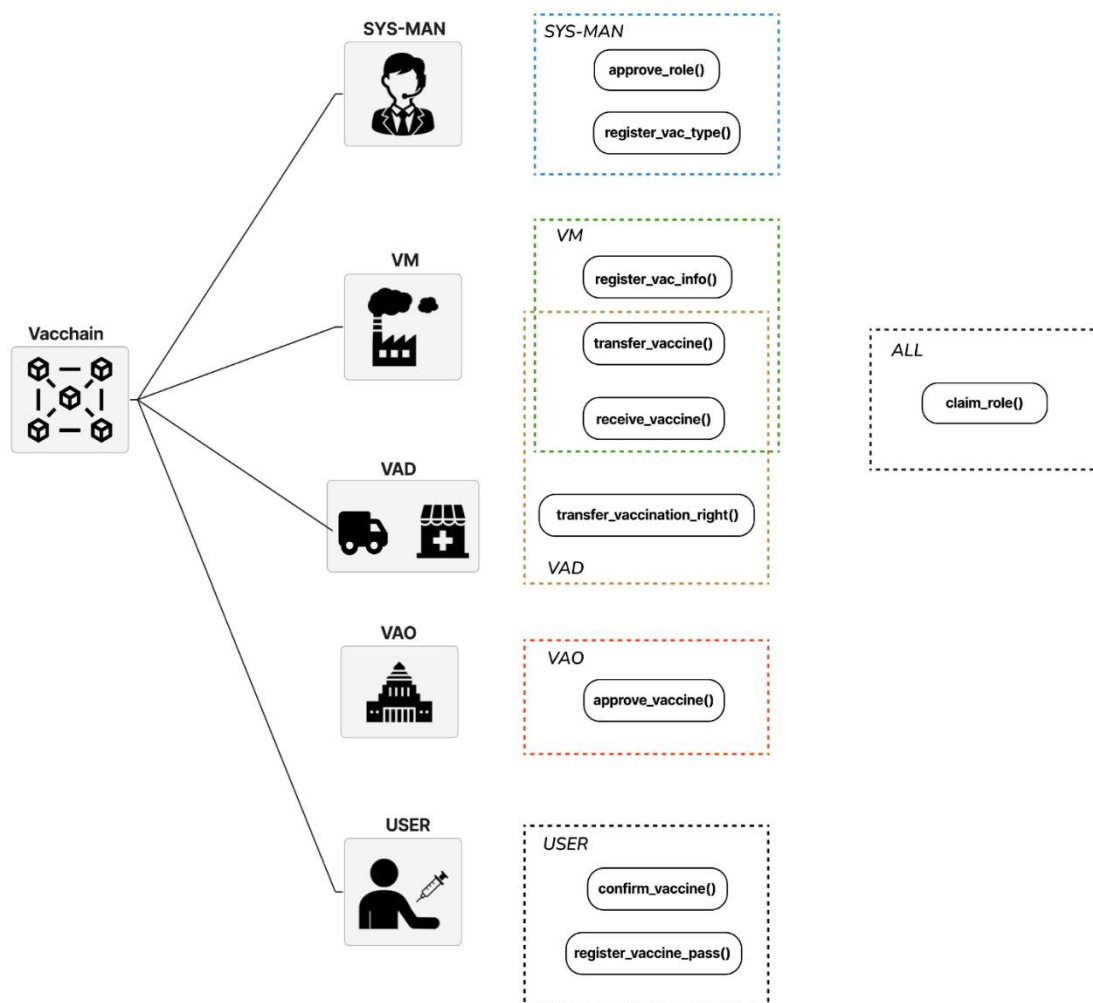 SYS-MAN
SYS-MAN
approve_role()
register_vac_type()
VM
VM
register_vac_info()
transfer_vaccine()
receive_vaccine()
Vacchain
ALL
claim_role()
VAD
transfer_vaccination_right()
VAD
VAO
VAO
approve_vaccine()
USER
USER
confirm_vaccine()
register_vaccine_pass()